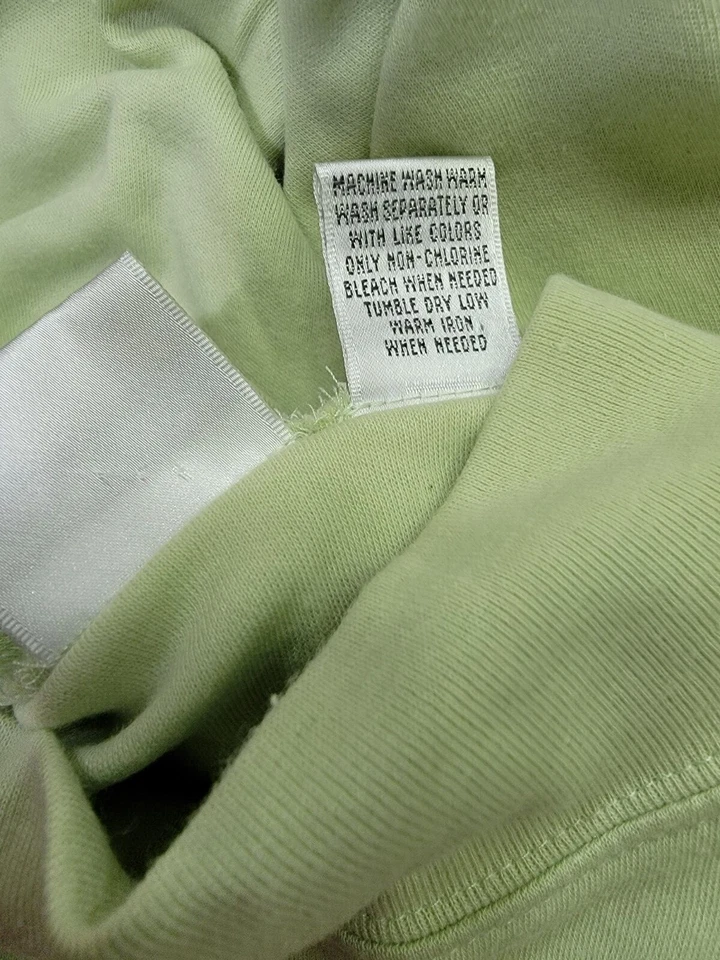 MACHINE WASH WARM
WASH SEPARATELY OR
WITH LIKE COLORS
ONLY NON-CHLORINE
BLEACH WHEN NEEDED
TUMBLE DRY LOW
WARM IRON
WHEN NEEDED